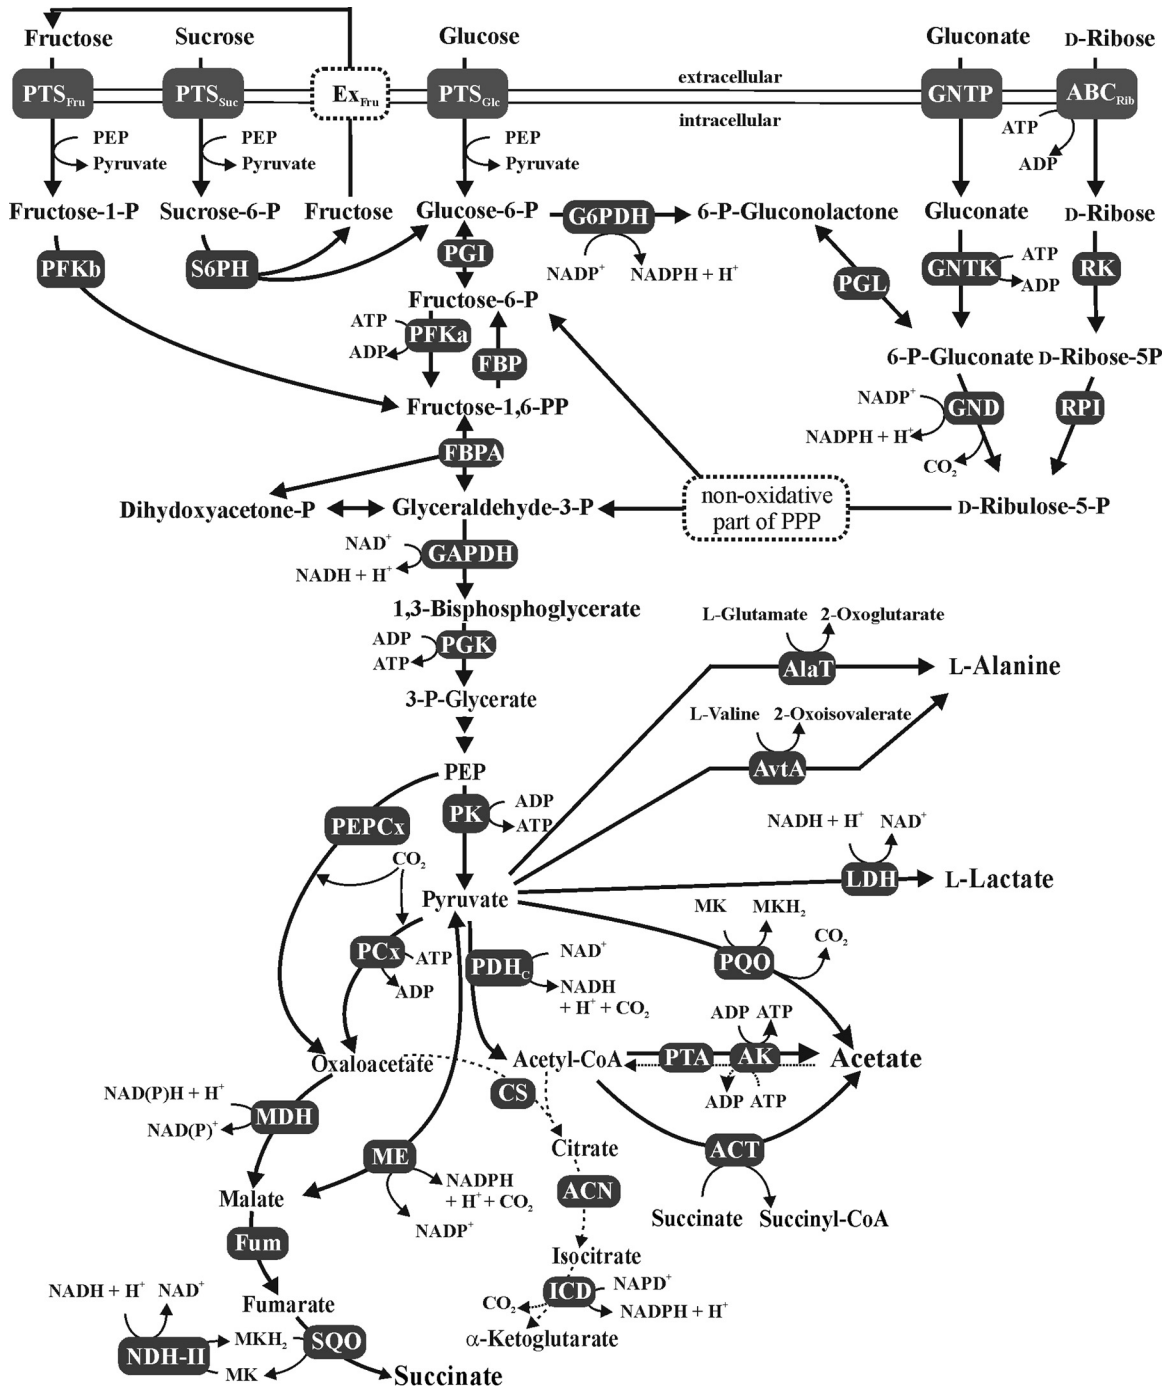 Fructose Sucrose Glucose Gluconate D-Ribose
PTSFru PTSSuc ExFru PTSGlc extracellular GNTP ABCRib
intracellular
PEP PEP PEP ATP
Pyruvate Pyruvate Pyruvate ADP
Fructose-1-P Sucrose-6-P Fructose Glucose-6-P G6PDH 6-P-Gluconolactone Gluconate D-Ribose
PFKb S6PH PGI NADP+ NADPH + H+ PGL GNTK ATP ADP RK
Fructose-6-P
ATP PFKa
ADP FBP
6-P-Gluconate D-Ribose-5P
Fructose-1,6-PP NADP+ GND RPI
NADPH + H+
FBPA CO2
Dihydoxyacetone-P Glyceraldehyde-3-P non-oxidative D-Ribulose-5-P
part of PPP
NAD+ GAPDH
NADH + H+
1,3-Bisphosphoglycerate L-Glutamate 2-Oxoglutarate
ADP PGK
ATP AlaT L-Alanine
3-P-Glycerate
L-Valine 2-Oxoisovalerate
PEP AvtA
PK ADP
ATP
PEPCx NADH + H+ NAD+
CO2
Pyruvate LDH L-Lactate
MK MKH2
PCx ATP PDHC NAD+ PQO CO2
ADP NADH
+ H+ + CO2
ADP ATP
Oxaloacetate Acetyl-CoA PTA AK Acetate
NAD(P)H + H+ CS ADP ATP
MDH
NAD(P)+
ME Citrate ACT
NADPH
+ H+ + CO2
Malate ACN
NADP+ Succinate Succinyl-CoA
Fum
Isocitrate
NADH + H+ NAD+ ICD NAPD+
Fumarate CO2 NADPH + H+
MKH2 SQO α-Ketoglutarate
NDH-II
MK Succinate